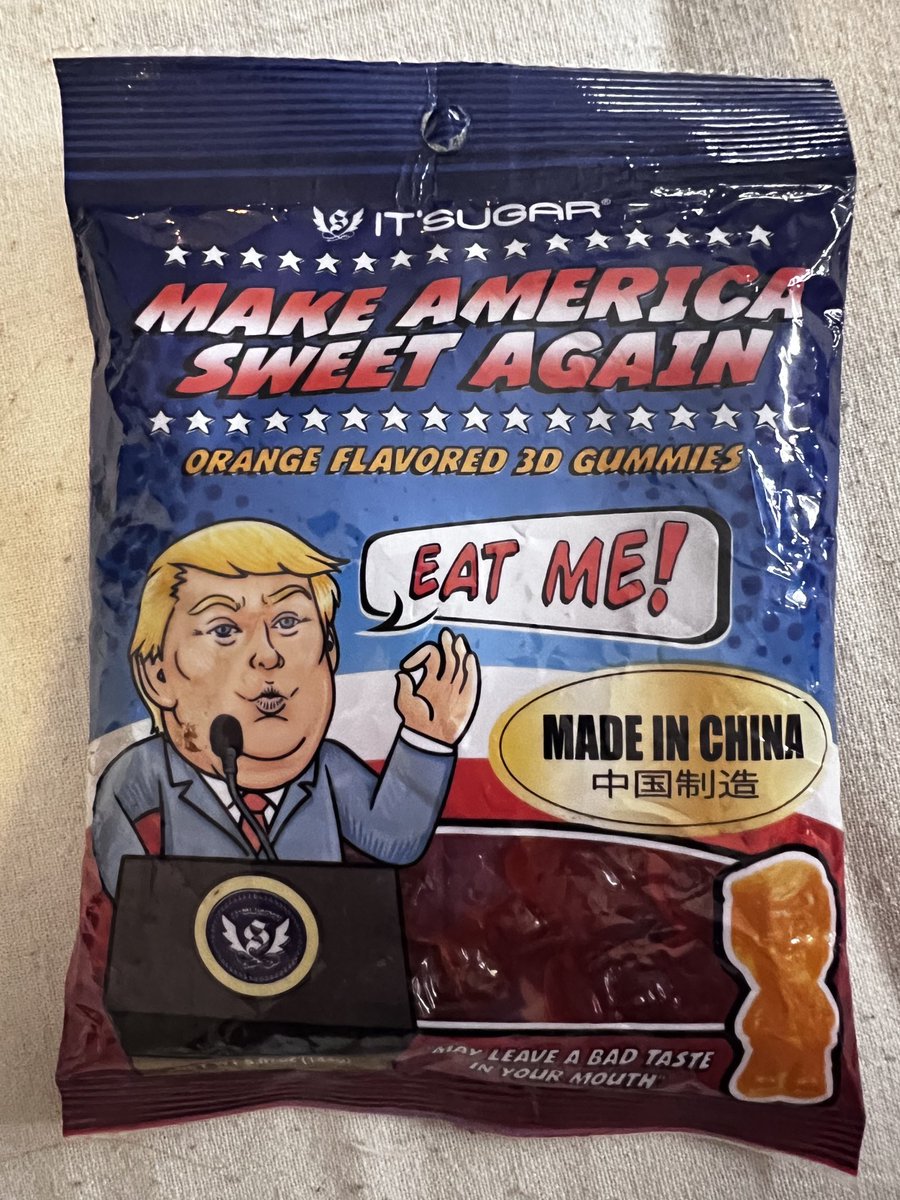 IT'SUGAR®
MAKE AMERICA
SWEET AGAIN
ORANGE FLAVORED 3D GUMMIES
EAT ME!
MADE IN CHINA
中国制造
S
MAY LEAVE A BAD TASTE
IN YOUR MOUTH